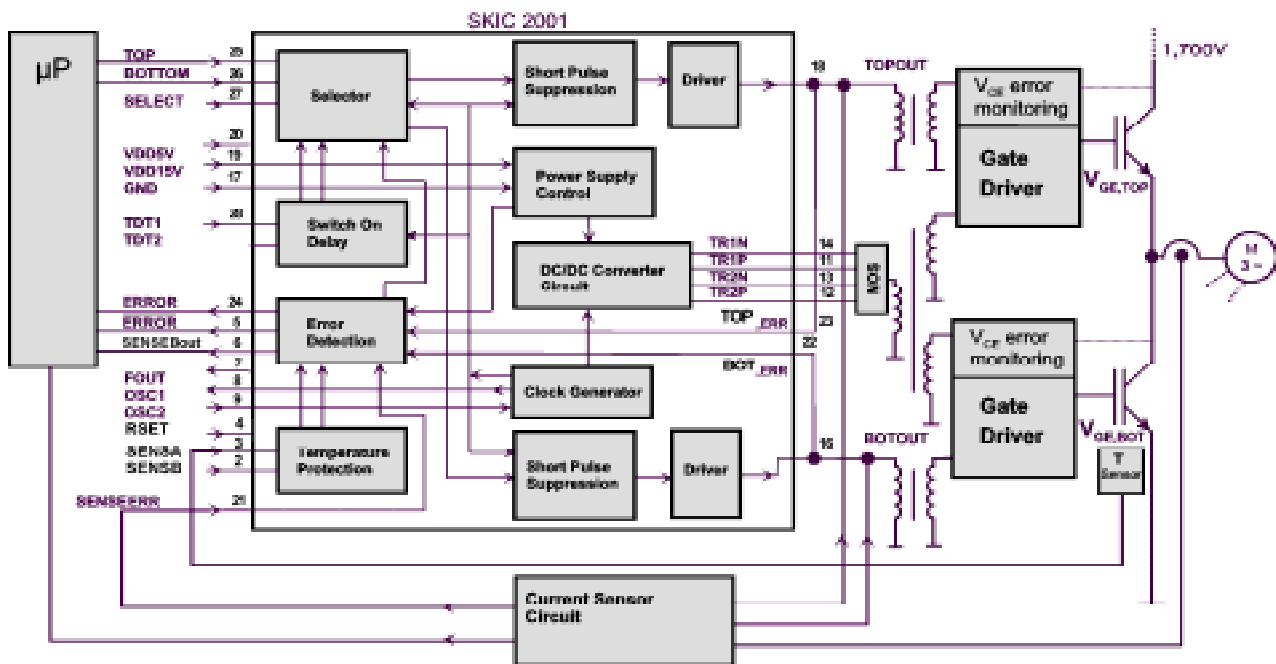 SKIC 2001
µP
TOP
25
BOTTOM
26
SELECT
27
20
VDD5V
19
VDD15V
17
GND
TDT1
28
TDT2
ERROR
24
ERROR
5
SENSEBout
6
7
FOUT
8
OSC1
9
OSC2
RSET
4
SENSA
3
SENSB
2
SENSEERR
21
Selector
Switch On
Delay
Error
Detection
Temperature
Protection
Short Pulse
Suppression
Driver
Power Supply
Control
DC/DC Converter
Circuit
Clock Generator
Short Pulse
Suppression
Driver
TR1N
14
TR1P
11
TR2N
13
TR2P
12
TOP_ERR
23
22
BOT_ERR
MOS
TOPOUT
16
BOTOUT
VCE error
monitoring
Gate
Driver
1,700V
VGE,TOP
M
3 ~
VCE error
monitoring
Gate
Driver
VGE,BOT
T
Sensor
Current Sensor
Circuit